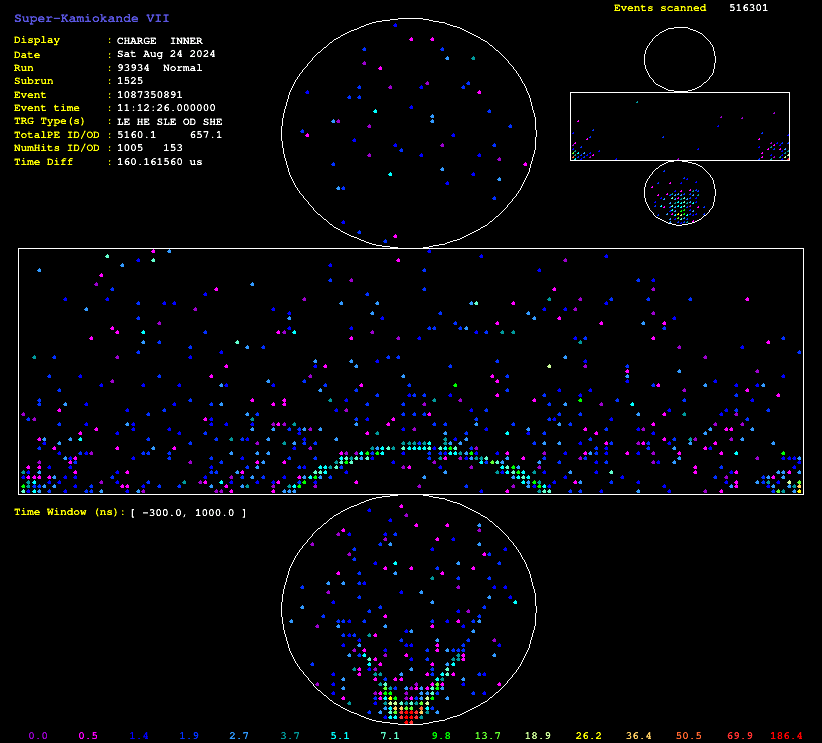 Super-Kamiokande VII
Events scanned 516301
Display : CHARGE INNER
Date : Sat Aug 24 2024
Run : 93934 Normal
Subrun : 1525
Event : 1087350891
Event time : 11:12:26.000000
TRG Type(s) : LE HE SLE OD SHE
TotalPE ID/OD : 5160.1 657.1
NumHits ID/OD : 1005 153
Time Diff : 160.161560 us
Time Window (ns): [ -300.0, 1000.0 ]
0.0 0.5 1.4 1.9 2.7 3.7 5.1 7.1 9.8 13.7 18.9 26.2 36.4 50.5 69.9 186.4